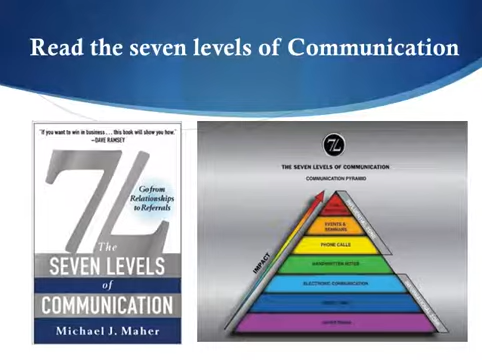 Read the seven levels of Communication
"If you want to win in business . . . this book will show you how."
—DAVE RAMSEY
7L
Go from
Relationships
to Referrals
The
SEVEN LEVELS
of
COMMUNICATION
Michael J. Maher
7L
THE SEVEN LEVELS OF COMMUNICATION
COMMUNICATION PYRAMID
IMPACT
EVENTS &
SEMINARS
PHONE CALLS
HANDWRITTEN NOTES
ELECTRONIC COMMUNICATION